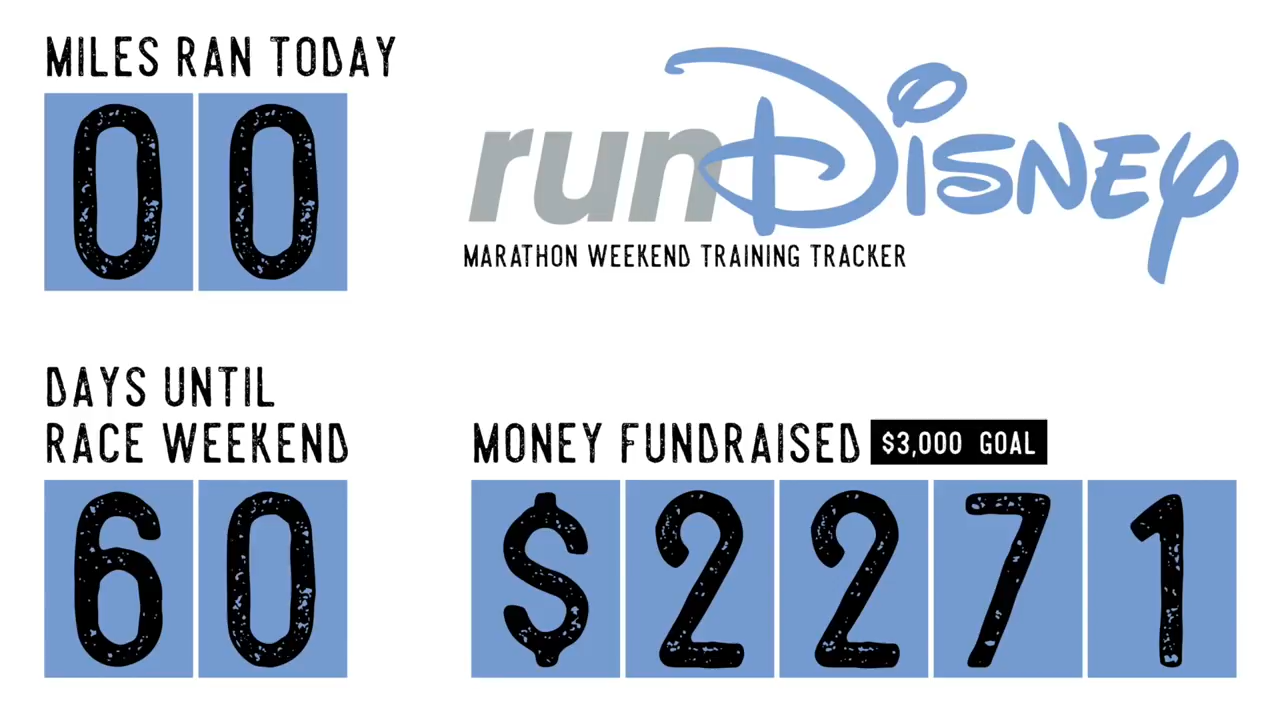 MILES RAN TODAY
00
runDisney
MARATHON WEEKEND TRAINING TRACKER
DAYS UNTIL
RACE WEEKEND
60
MONEY FUNDRAISED $3,000 GOAL
$2271